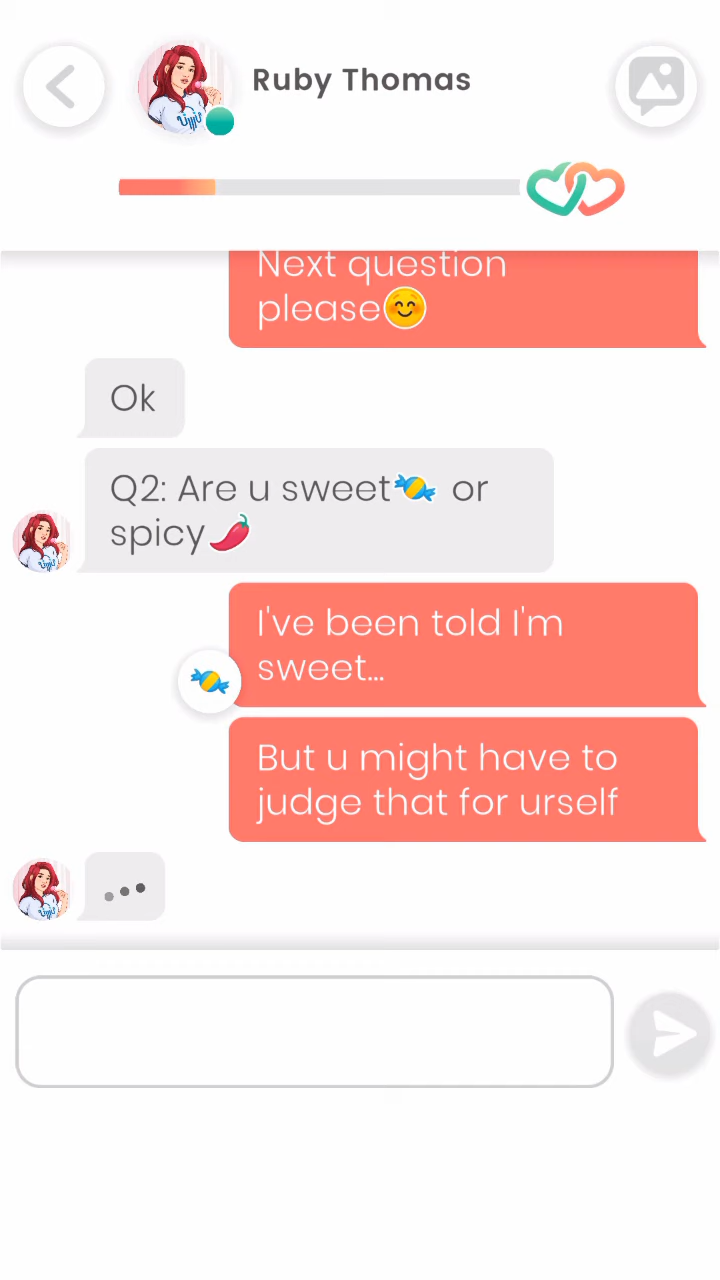 Ruby Thomas
Next question
please😊
Ok
Q2: Are u sweet🍬 or
spicy🌶️
I've been told I'm
sweet...
But u might have to
judge that for urself